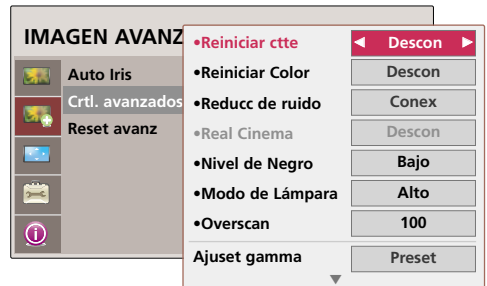 IMAGEN AVANZ
Auto Iris
Crtl. avanzados
Reset avanz
•Reiniciar ctte ◀ Descon ▶
•Reiniciar Color Descon
•Reducc de ruido Conex
•Real Cinema Descon
•Nivel de Negro Bajo
•Modo de Lámpara Alto
•Overscan 100
Ajuset gamma Preset